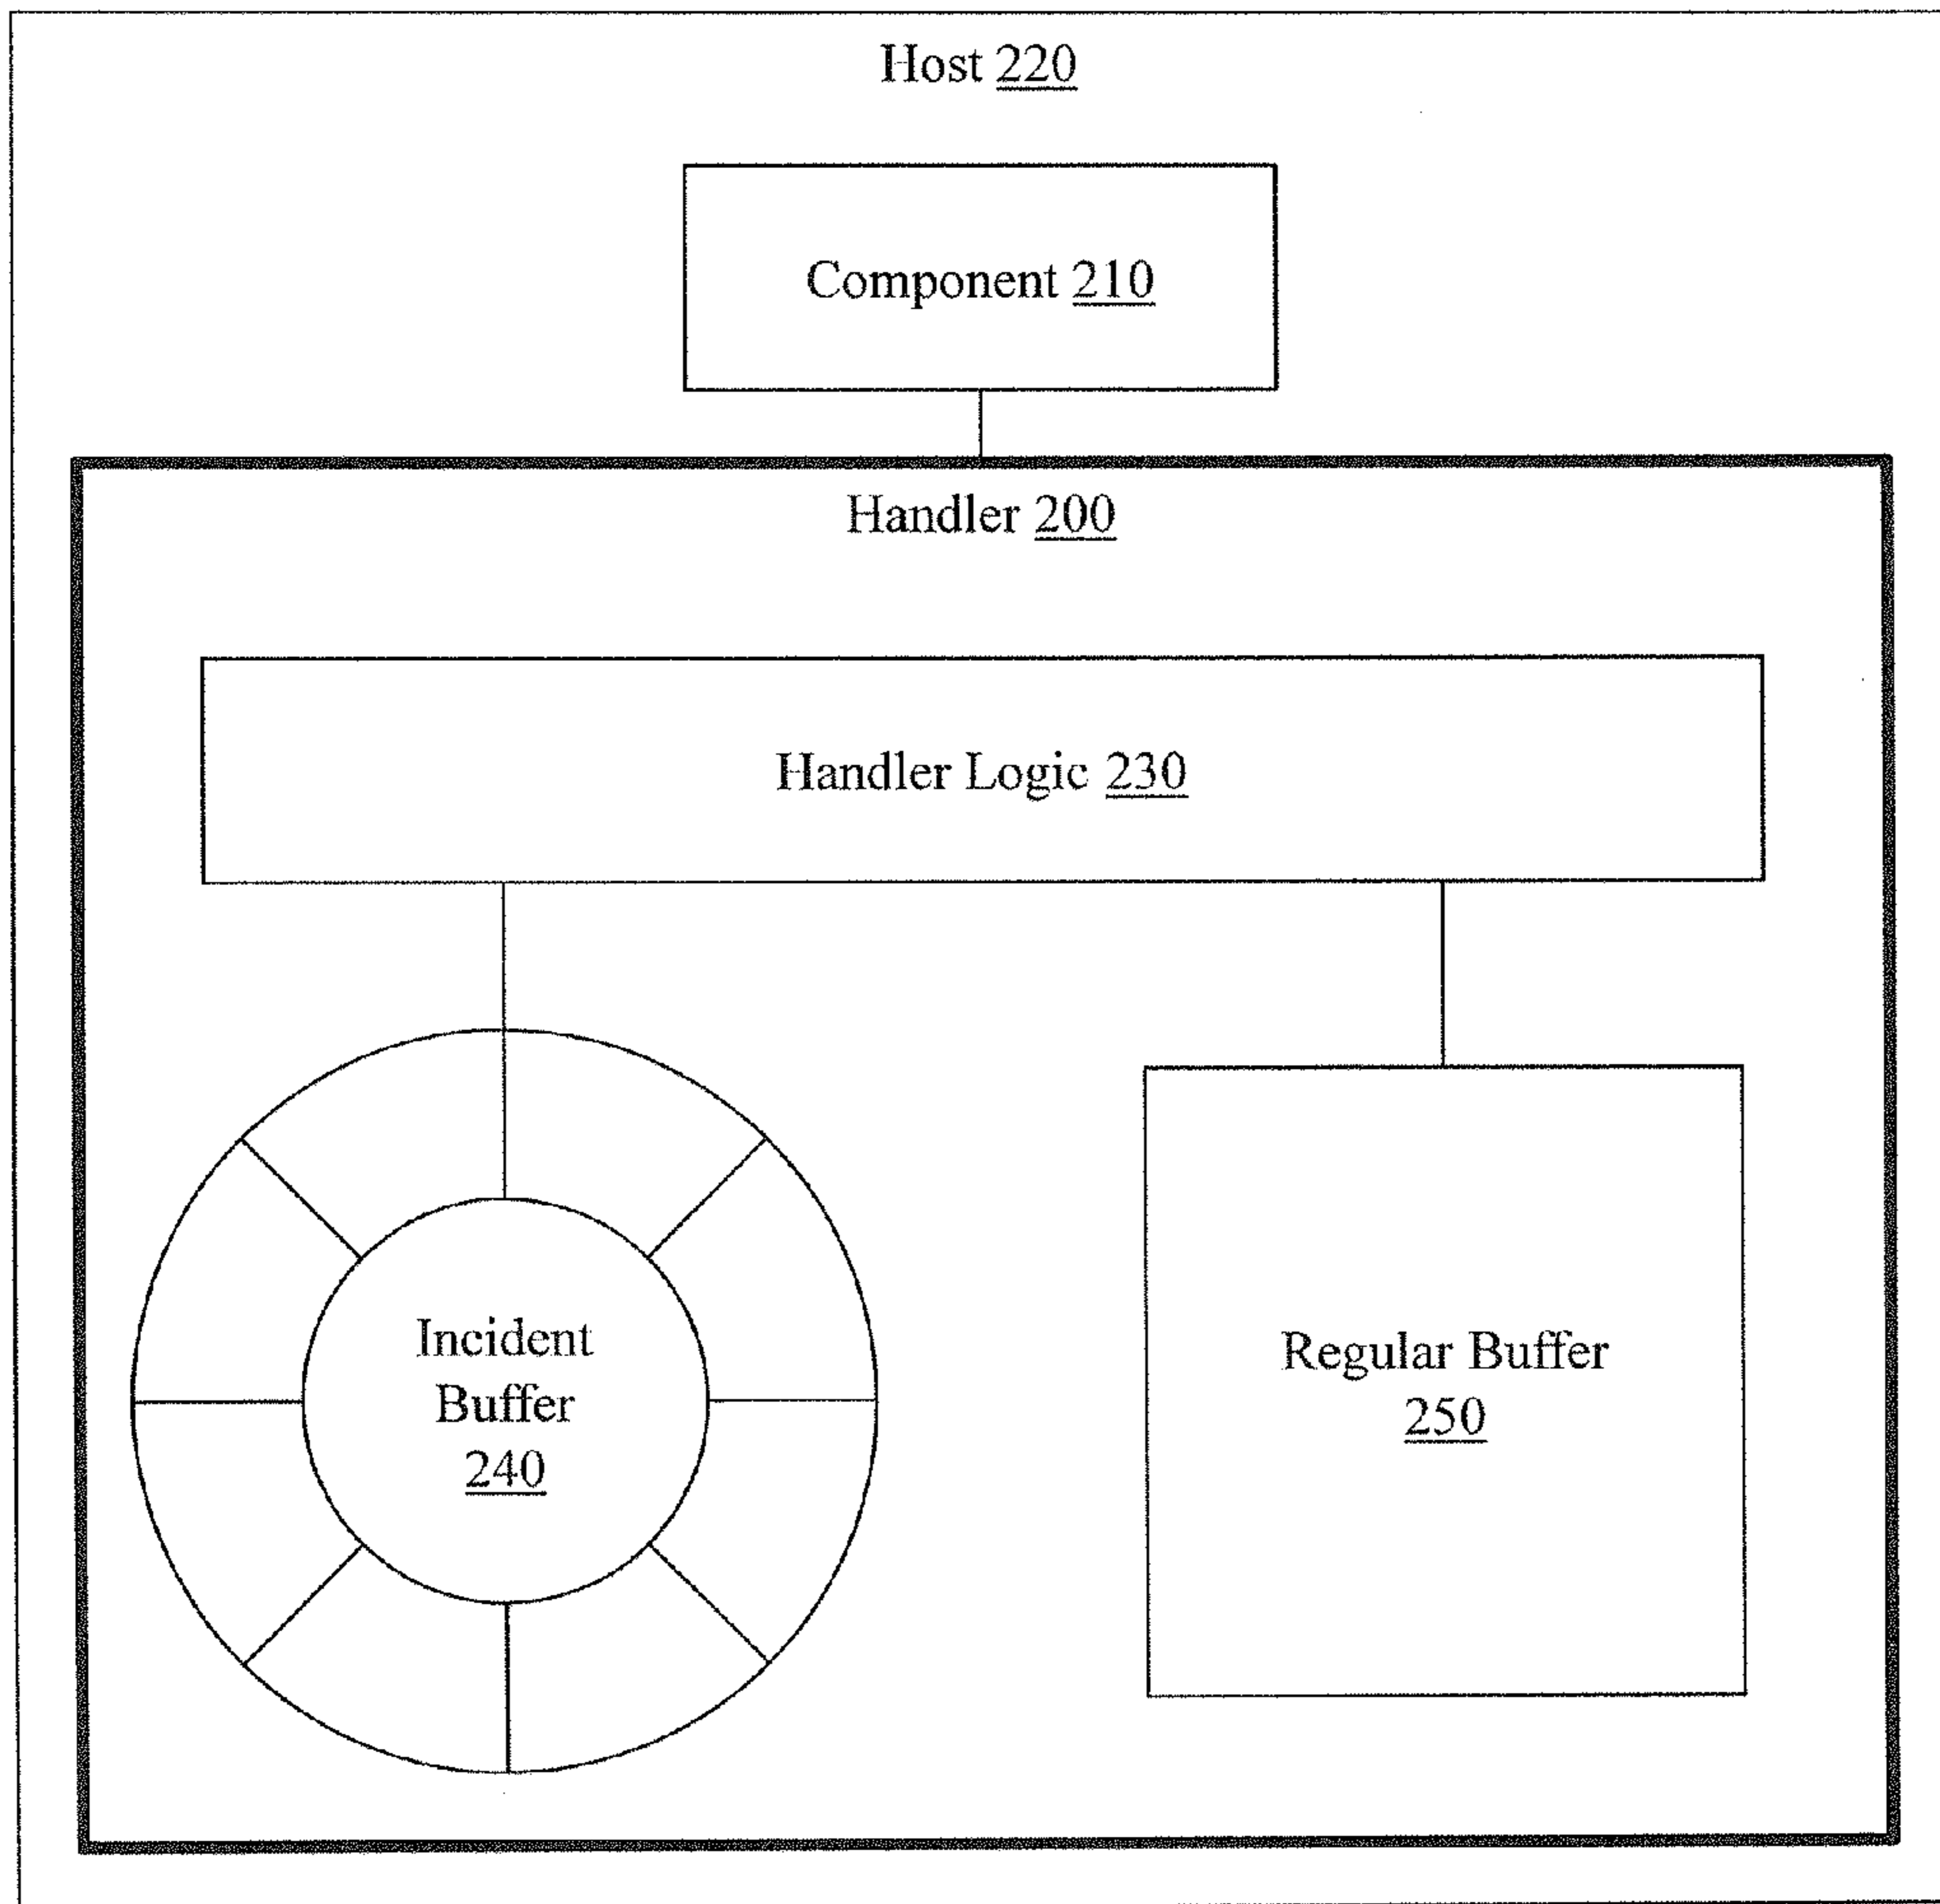 Host 220
Component 210
Handler 200
Handler Logic 230
Incident
Buffer
240
Regular Buffer
250